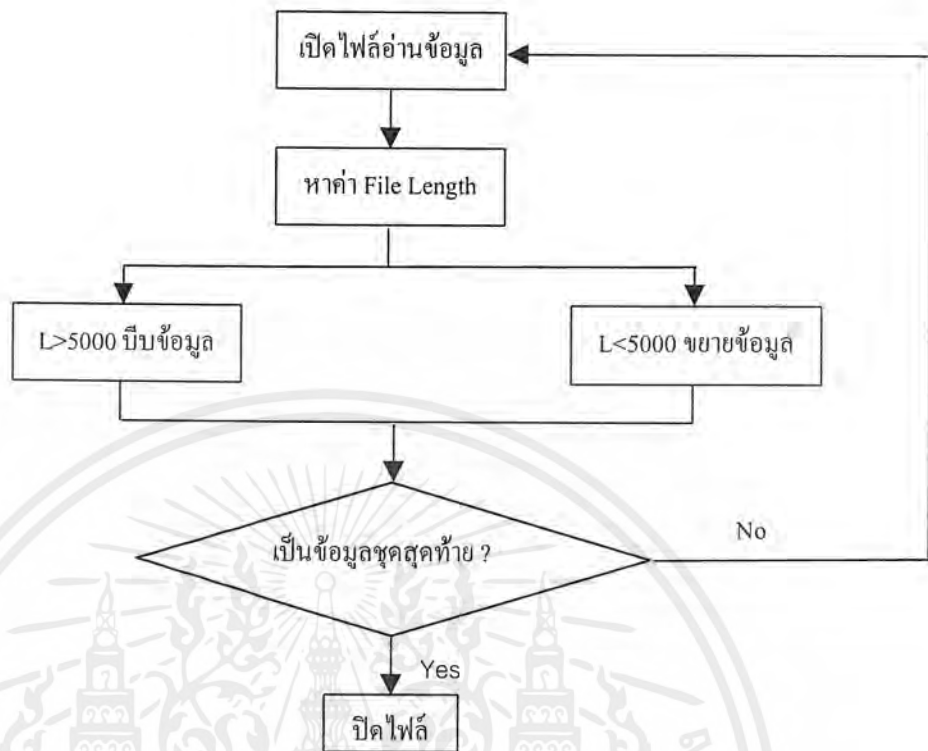 เปิดไฟล์อ่านข้อมูล
หาค่า File Length
L>5000 บีบข้อมูล
L<5000 ขยายข้อมูล
เป็นข้อมูลชุดสุดท้าย ?
No
Yes
ปิดไฟล์